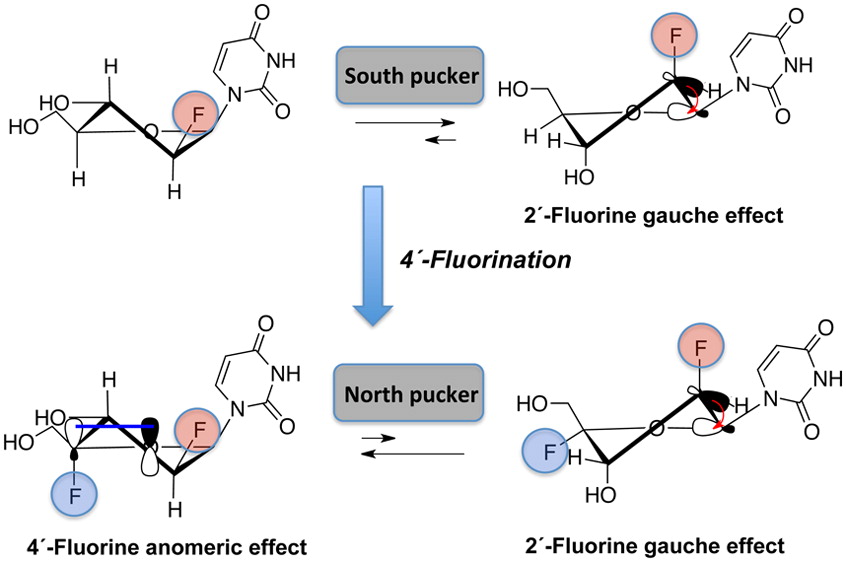 O
NH
N
O
H
HO
HO
O
F
H
H
South pucker
F
O
NH
N
O
HO
H
O
H
H
HO
2´-Fluorine gauche effect
4´-Fluorination
O
NH
N
O
H
HO
HO
F
F
H
North pucker
F
O
NH
N
O
HO
H
O
F
H
HO
4´-Fluorine anomeric effect
2´-Fluorine gauche effect